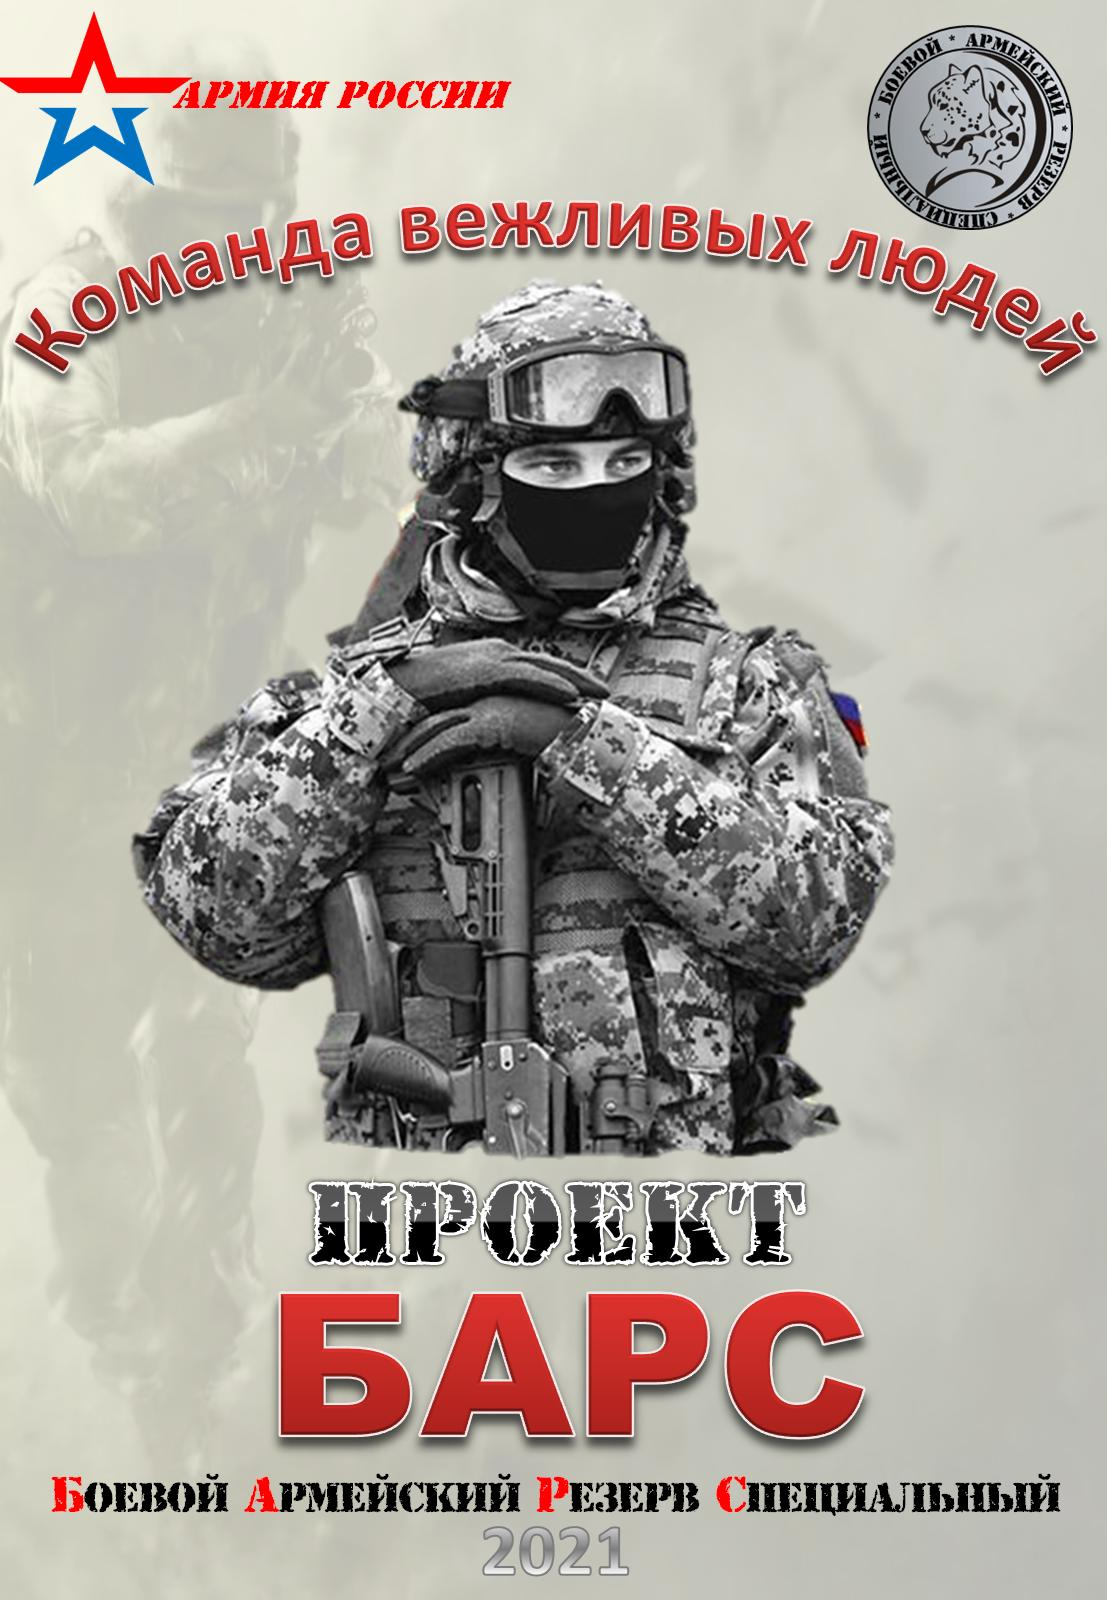 АРМИЯ РОССИИ
БОЕВОЙ * АРМЕЙСКИЙ * РЕЗЕРВ * СПЕЦИАЛЬНЫЙ *
Команда вежливых людей
ПРОЕКТ
БАРС
БОЕВОЙ АРМЕЙСКИЙ РЕЗЕРВ СПЕЦИАЛЬНЫЙ
2021